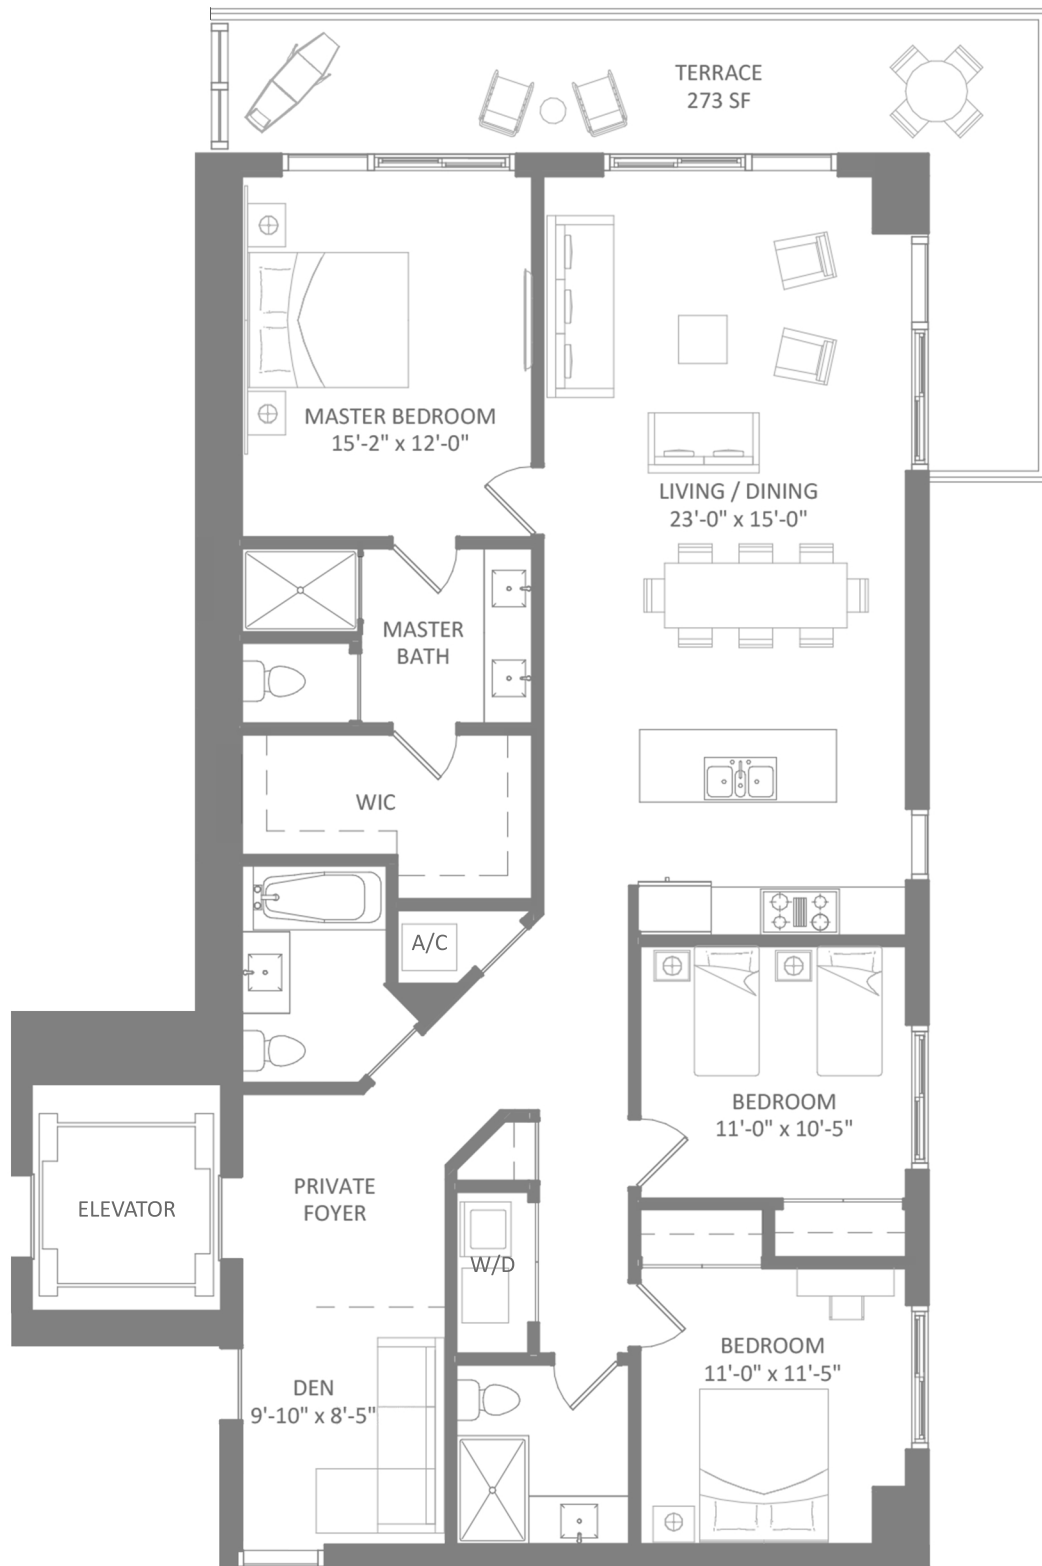 TERRACE
273 SF
MASTER BEDROOM
15'-2" x 12'-0"
LIVING / DINING
23'-0" x 15'-0"
MASTER
BATH
WIC
A/C
BEDROOM
11'-0" x 10'-5"
PRIVATE
FOYER
ELEVATOR
W/D
BEDROOM
11'-0" x 11'-5"
DEN
9'-10" x 8'-5"